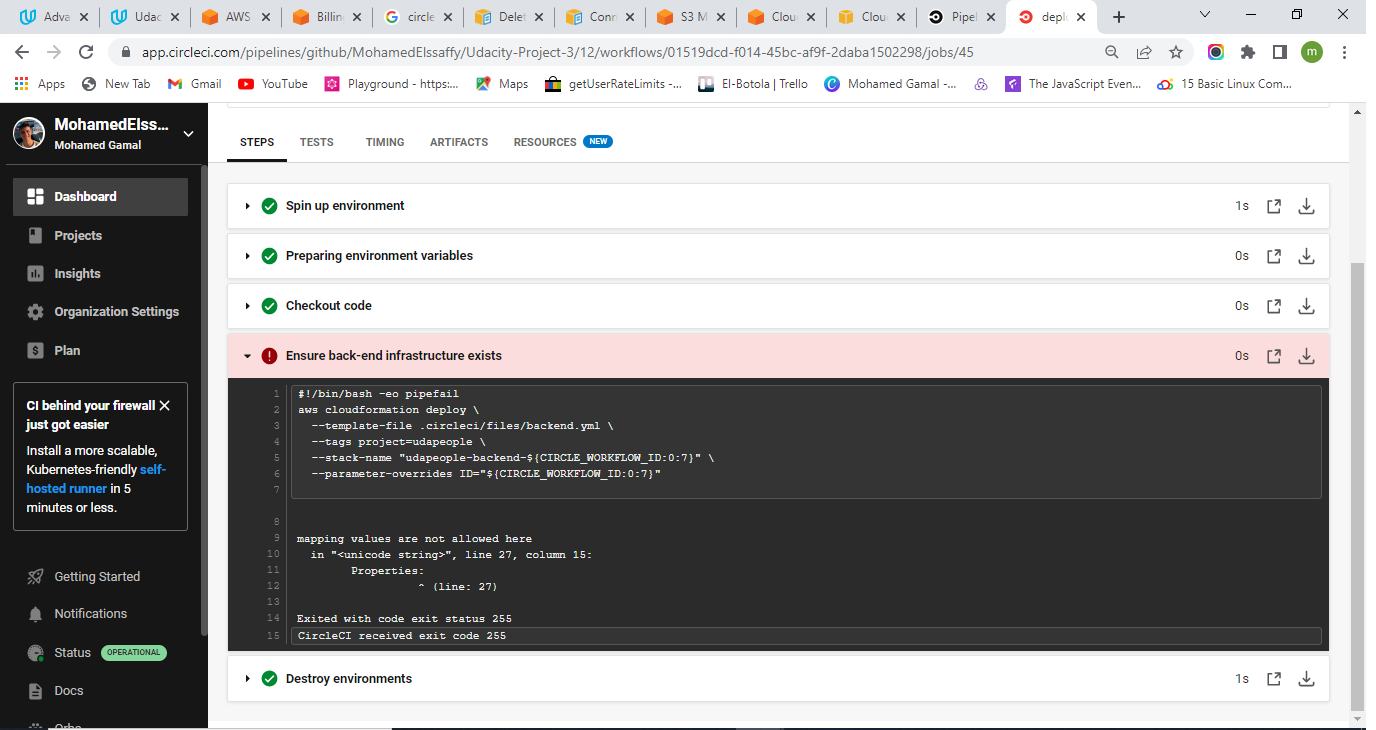 Adva
Udac
AWS
Billin
circle
Delet
Conn
S3 M
Clou
Clou
Pipel
deplo
app.circleci.com/pipelines/github/MohamedElssaffy/Udacity-Project-3/12/workflows/01519dcd-f014-45bc-af9f-2daba1502298/jobs/45
m
Apps
New Tab
Gmail
YouTube
Playground - https:...
Maps
getUserRateLimits -...
El-Botola | Trello
Mohamed Gamal -...
The JavaScript Even...
15 Basic Linux Com...
MohamedElss...
Mohamed Gamal
Dashboard
Projects
Insights
Organization Settings
Plan
CI behind your firewall
just got easier
Install a more scalable,
Kubernetes-friendly self-
hosted runner in 5
minutes or less.
Getting Started
Notifications
Status OPERATIONAL
Docs
Orbs
STEPS
TESTS
TIMING
ARTIFACTS
RESOURCES NEW
Spin up environment 1s
Preparing environment variables 0s
Checkout code 0s
Ensure back-end infrastructure exists 0s
1 #!/bin/bash -eo pipefail
2 aws cloudformation deploy \
3 --template-file .circleci/files/backend.yml \
4 --tags project=udapeople \
5 --stack-name "udapeople-backend-${CIRCLE_WORKFLOW_ID:0:7}" \
6 --parameter-overrides ID="${CIRCLE_WORKFLOW_ID:0:7}"
7
8
9 mapping values are not allowed here
10 in "<unicode string>", line 27, column 15:
11 Properties:
12 ^ (line: 27)
13
14 Exited with code exit status 255
15 CircleCI received exit code 255
Destroy environments 1s